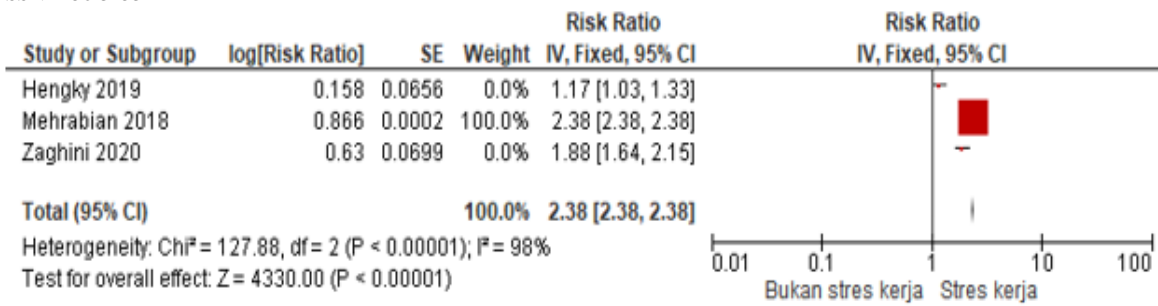 Risk Ratio Risk Ratio
Study or Subgroup log[Risk Ratio] SE Weight IV, Fixed, 95% CI IV, Fixed, 95% CI
Hengky 2019 0.158 0.0656 0.0% 1.17 [1.03, 1.33]
Mehrabian 2018 0.866 0.0002 100.0% 2.38 [2.38, 2.38]
Zaghini 2020 0.63 0.0699 0.0% 1.88 [1.64, 2.15]
Total (95% CI) 100.0% 2.38 [2.38, 2.38]
Heterogeneity: Chi² = 127.88, df = 2 (P < 0.00001); I² = 98%
Test for overall effect: Z = 4330.00 (P < 0.00001)
0.01 0.1 1 10 100
Bukan stres kerja Stres kerja